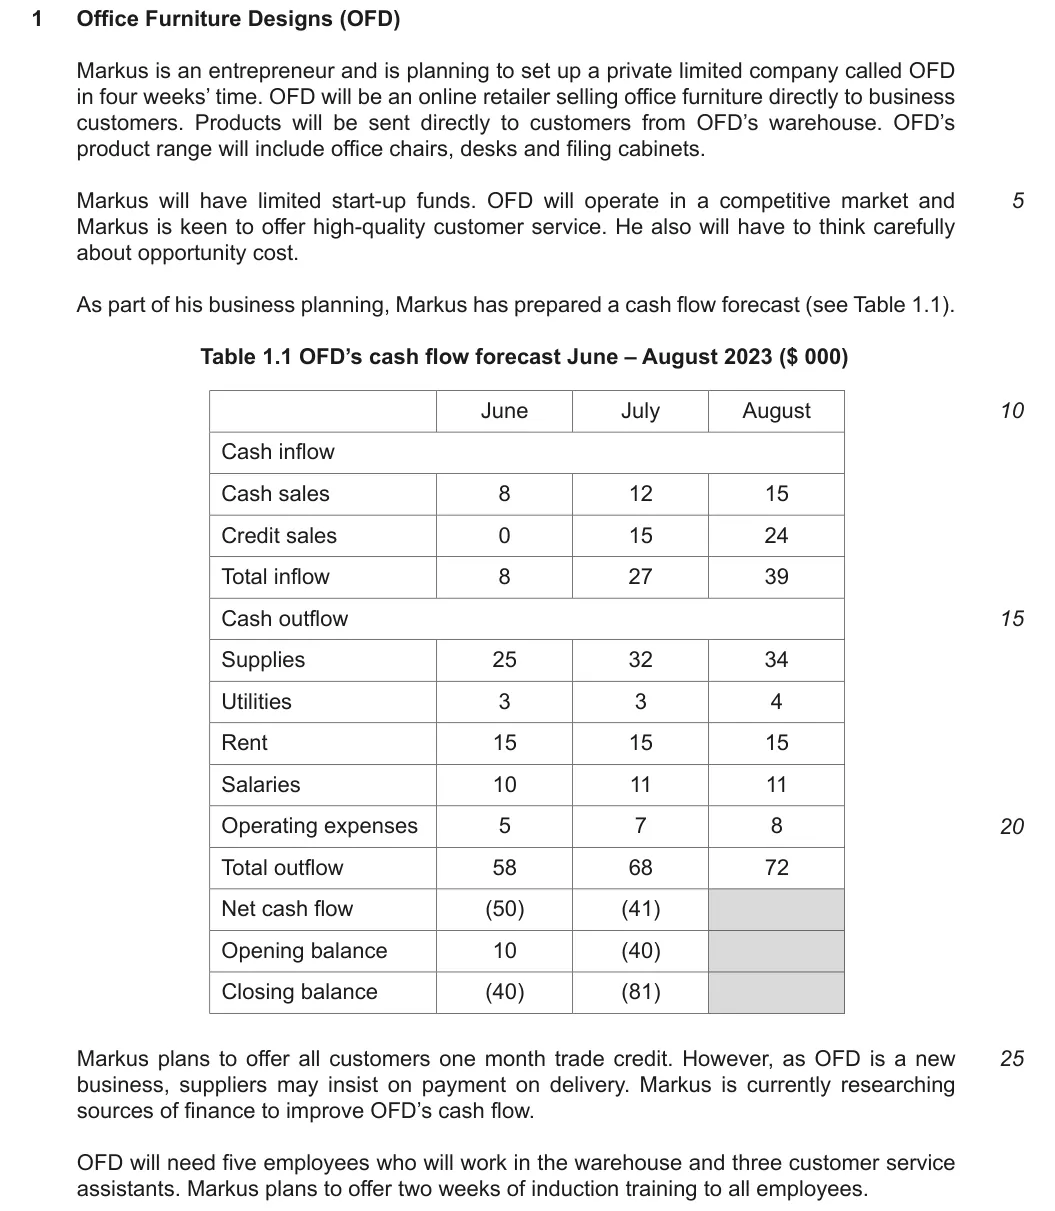 1 Office Furniture Designs (OFD)
Markus is an entrepreneur and is planning to set up a private limited company called OFD
in four weeks’ time. OFD will be an online retailer selling office furniture directly to business
customers. Products will be sent directly to customers from OFD’s warehouse. OFD’s
product range will include office chairs, desks and filing cabinets.
Markus will have limited start-up funds. OFD will operate in a competitive market and 5
Markus is keen to offer high-quality customer service. He also will have to think carefully
about opportunity cost.
As part of his business planning, Markus has prepared a cash flow forecast (see Table 1.1).
Table 1.1 OFD’s cash flow forecast June – August 2023 ($ 000)
June July August 10
Cash inflow
Cash sales 8 12 15
Credit sales 0 15 24
Total inflow 8 27 39
Cash outflow 15
Supplies 25 32 34
Utilities 3 3 4
Rent 15 15 15
Salaries 10 11 11
Operating expenses 5 7 8 20
Total outflow 58 68 72
Net cash flow (50) (41)
Opening balance 10 (40)
Closing balance (40) (81)
Markus plans to offer all customers one month trade credit. However, as OFD is a new 25
business, suppliers may insist on payment on delivery. Markus is currently researching
sources of finance to improve OFD’s cash flow.
OFD will need five employees who will work in the warehouse and three customer service
assistants. Markus plans to offer two weeks of induction training to all employees.